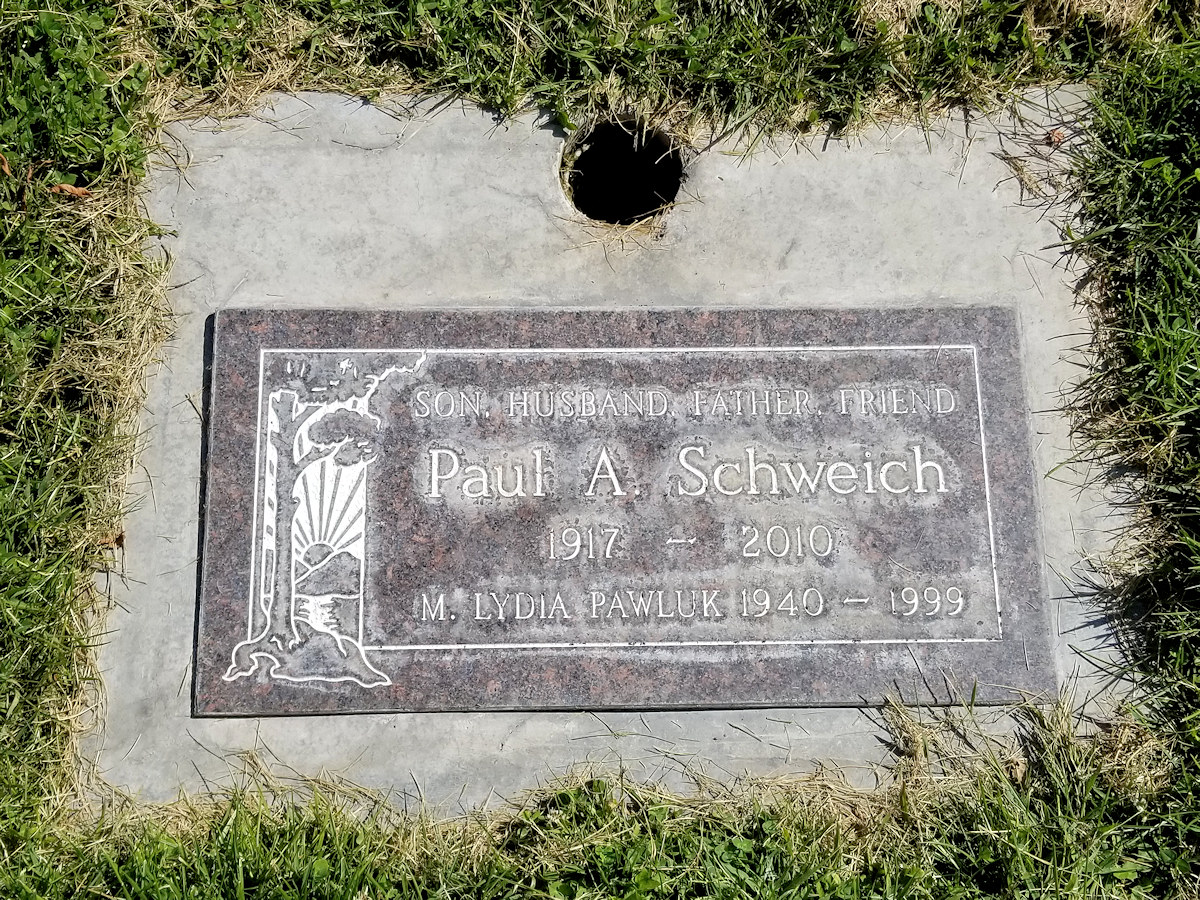 SON, HUSBAND, FATHER, FRIEND
Paul A. Schweich
1917 – 2010
M. LYDIA PAWLUK 1940 – 1999